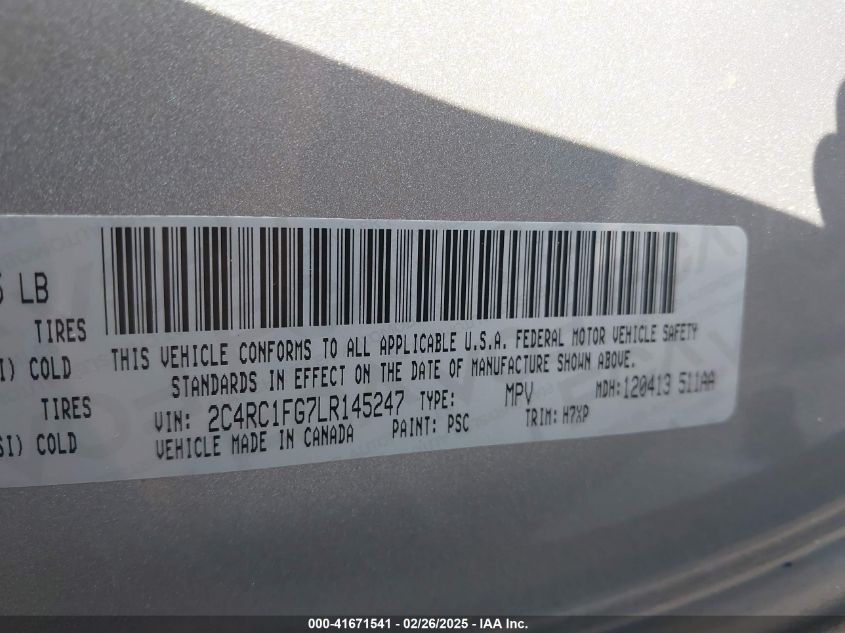 LB
TIRES
COLD
TIRES
COLD
THIS VEHICLE CONFORMS TO ALL APPLICABLE U.S.A. FEDERAL MOTOR VEHICLE SAFETY
STANDARDS IN EFFECT ON THE DATE OF MANUFACTURE SHOWN ABOVE.
VIN: 2C4RC1FG7LR145247 TYPE: MPV MDH: 120413 511AA
VEHICLE MADE IN CANADA PAINT: PSC TRIM: H7XP
000-41671541 / 02/26/2025 - IAA Inc.